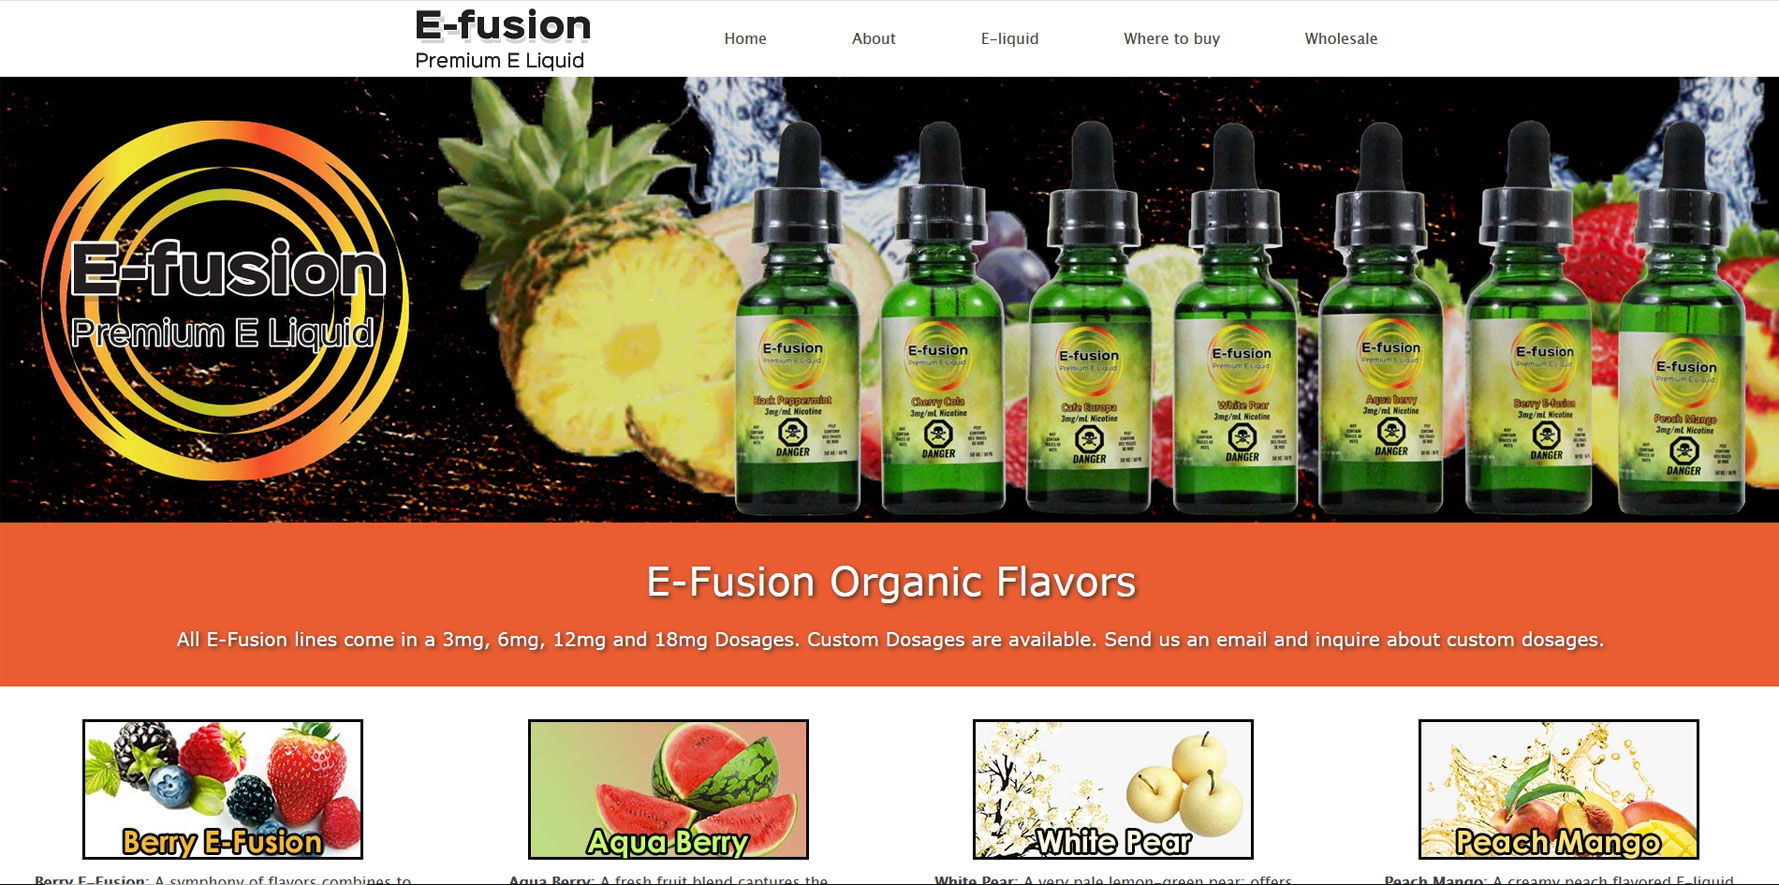 E-fusion
Premium E Liquid
Home
About
E-liquid
Where to buy
Wholesale
E-fusion
Premium E Liquid
E-fusion
Premium E Liquid
Black Peppermint
3mg/mL Nicotine
DANGER
E-fusion
Premium E Liquid
Cherry Cola
3mg/mL Nicotine
DANGER
E-fusion
Premium E Liquid
Cafe Europa
3mg/mL Nicotine
DANGER
E-fusion
Premium E Liquid
White Pear
3mg/mL Nicotine
DANGER
E-fusion
Premium E Liquid
Aqua berry
3mg/mL Nicotine
DANGER
E-fusion
Premium E Liquid
Berry E-fusion
3mg/mL Nicotine
DANGER
E-fusion
Premium E Liquid
Peach Mango
3mg/mL Nicotine
DANGER
E-Fusion Organic Flavors
All E-Fusion lines come in a 3mg, 6mg, 12mg and 18mg Dosages. Custom Dosages are available. Send us an email and inquire about custom dosages.
Berry E-Fusion
Aqua Berry
White Pear
Peach Mango
Berry E-Fusion: A symphony of flavors combines to
Aqua Berry: A fresh fruit blend captures the
White Pear: A very pale lemon-green pear; offers
Peach Mango: A creamy peach flavored E-liquid